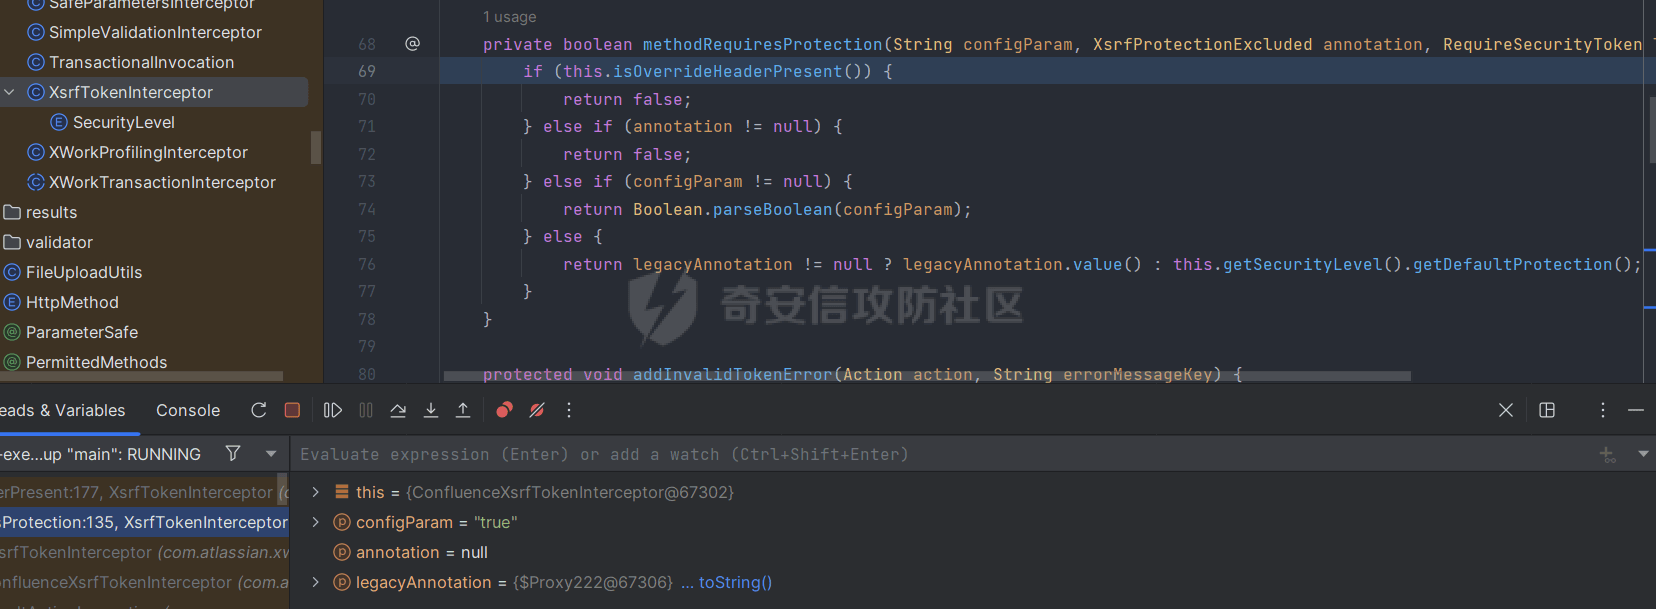 SafeParametersInterceptor
SimpleValidationInterceptor
TransactionalInvocation
XsrfTokenInterceptor
SecurityLevel
XWorkProfilingInterceptor
XWorkTransactionInterceptor
results
validator
FileUploadUtils
HttpMethod
ParameterSafe
PermittedMethods
1 usage
68 @ private boolean methodRequiresProtection(String configParam, XsrfProtectionExcluded annotation, RequireSecurityToken
69 if (this.isOverrideHeaderPresent()) {
70 return false;
71 } else if (annotation != null) {
72 return false;
73 } else if (configParam != null) {
74 return Boolean.parseBoolean(configParam);
75 } else {
76 return legacyAnnotation != null ? legacyAnnotation.value() : this.getSecurityLevel().getDefaultProtection();
77 }
78 }
79
80 protected void addInvalidTokenError(Action action, String errorMessageKey) {
奇安信攻防社区
eads & Variables Console
-exe...up "main": RUNNING
Evaluate expression (Enter) or add a watch (Ctrl+Shift+Enter)
erPresent:177, XsrfTokenInterceptor (c
sProtection:135, XsrfTokenInterceptor
srfTokenInterceptor (com.atlassian.xw
onfluenceXsrfTokenInterceptor (com.a
this = {ConfluenceXsrfTokenInterceptor@67302}
configParam = "true"
annotation = null
legacyAnnotation = {$Proxy222@67306} ... toString()